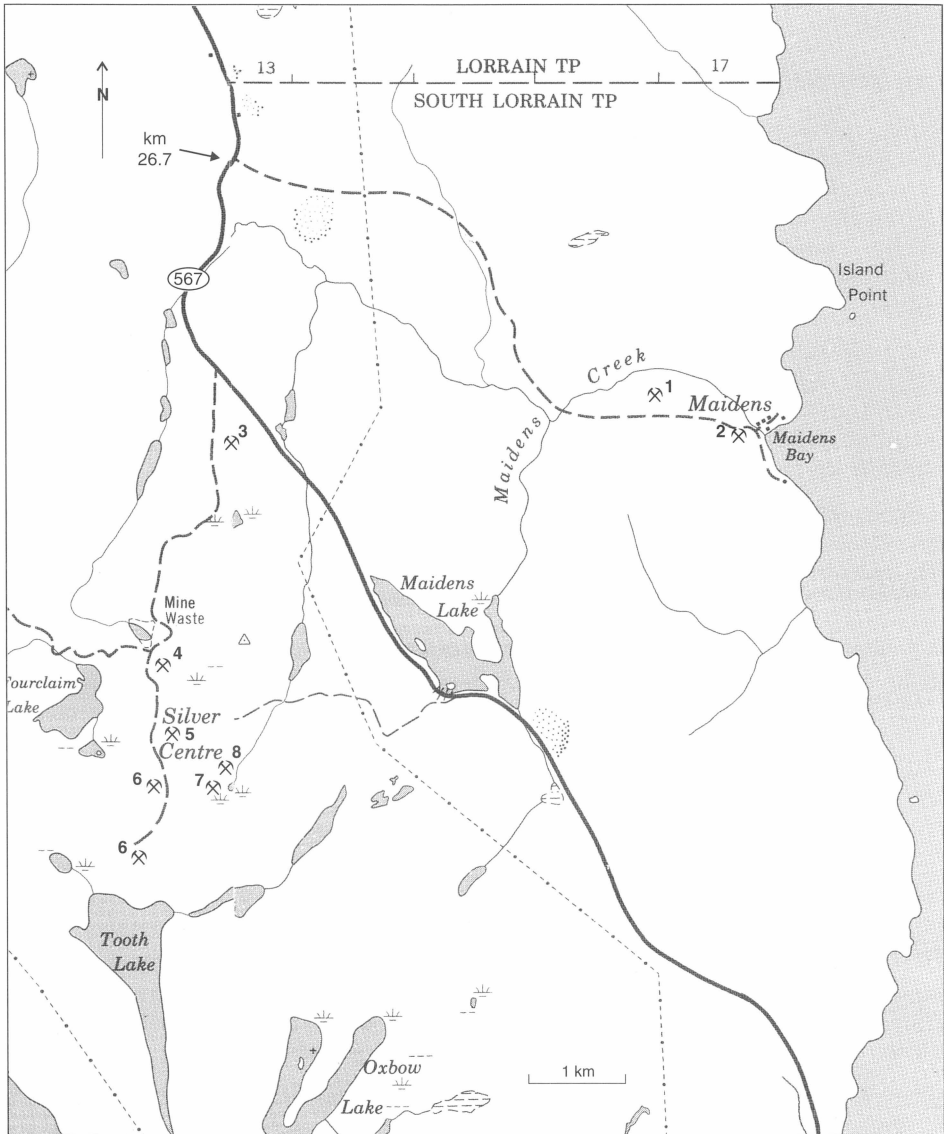 13
LORRAIN TP
17
N
SOUTH LORRAIN TP
km
26.7
567
Island
Point
Creek
1
Maidens
2
Maidens
Bay
Maidens
3
Maidens
Lake
Mine
Waste
4
Fourclaim
Lake
Silver
5
Centre
8
6
7
6
Tooth
Lake
Oxbow
Lake
1 km